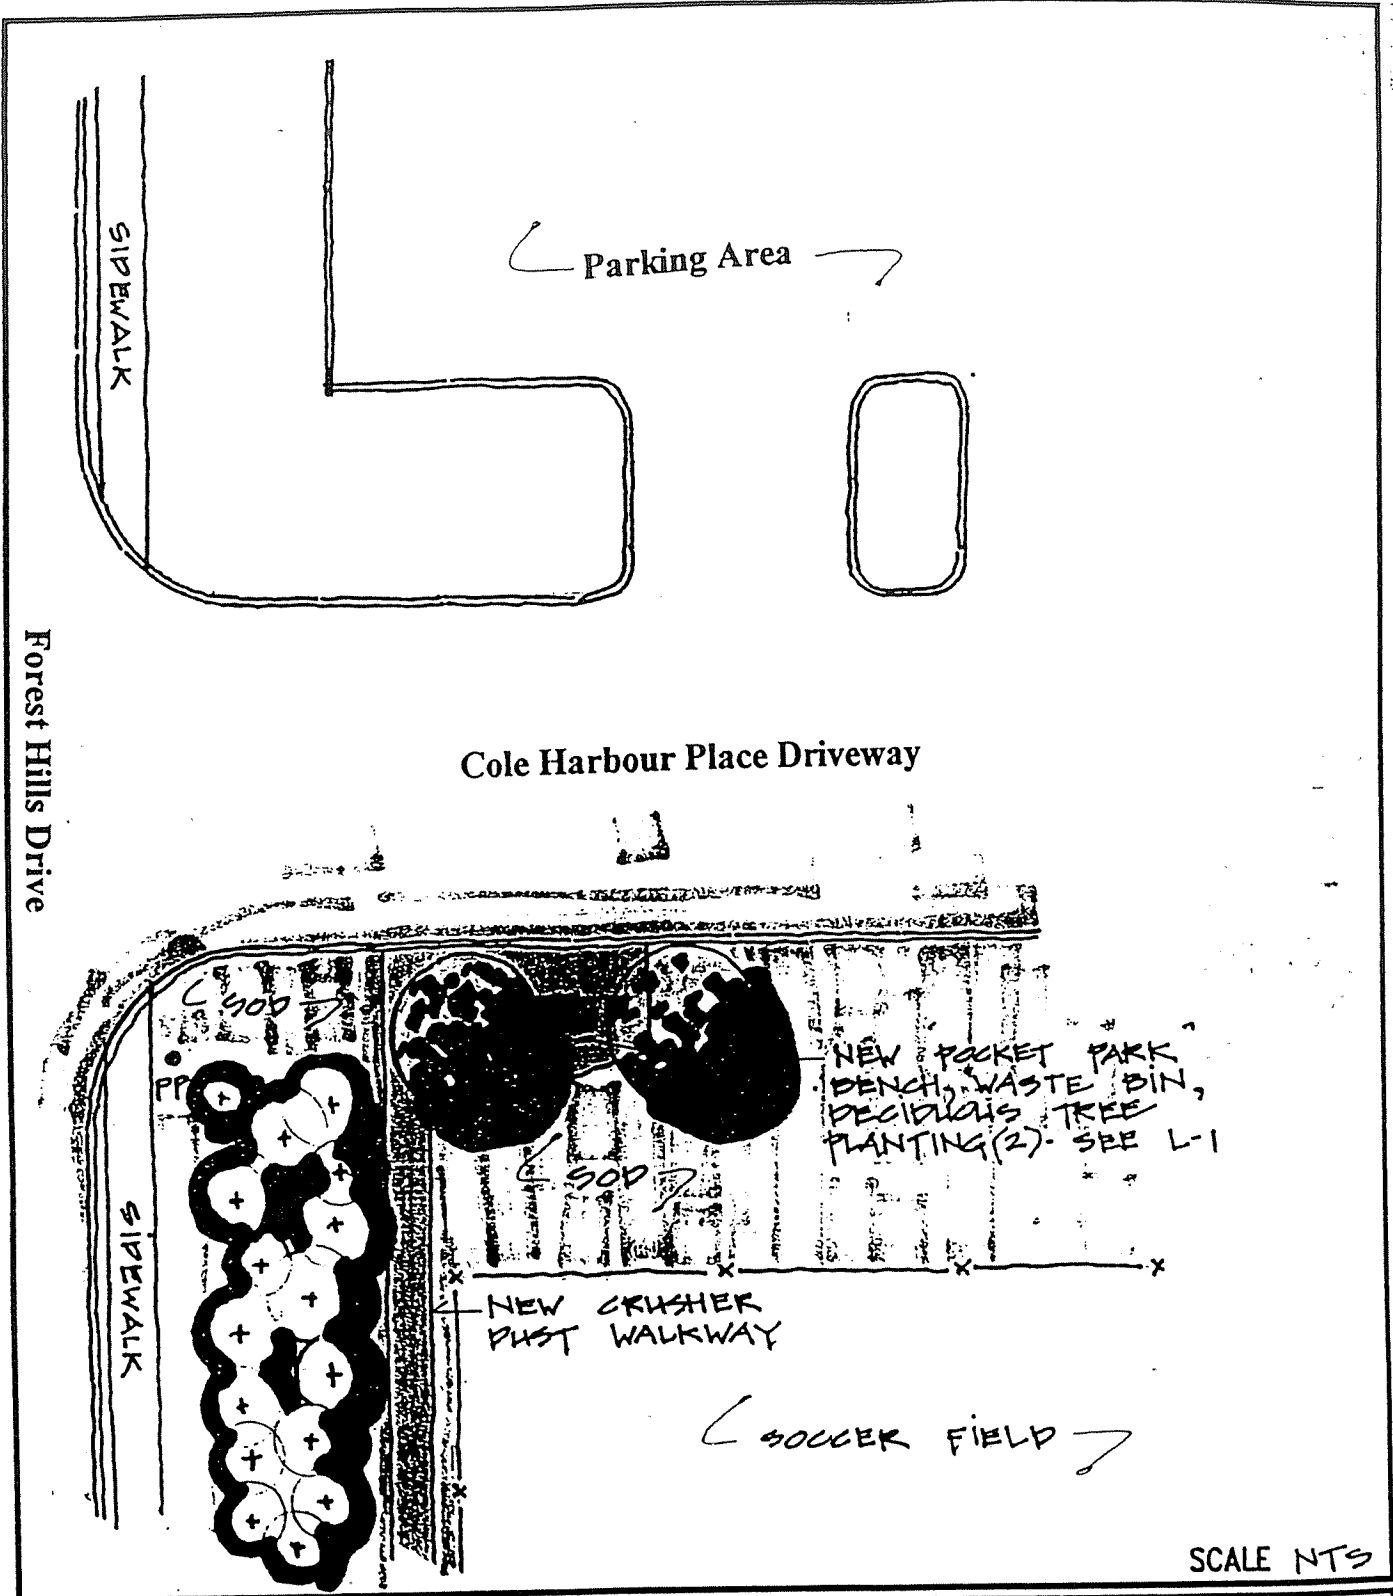 SIDEWALK
Parking Area
Forest Hills Drive
Cole Harbour Place Driveway
SOD
PP
NEW POCKET PARK
BENCH, WASTE BIN,
DECIDUOUS TREE
PLANTING(2). SEE L-1
SOD
SIDEWALK
NEW CRUSHER
DUST WALKWAY
SOCCER FIELD
SCALE NTS